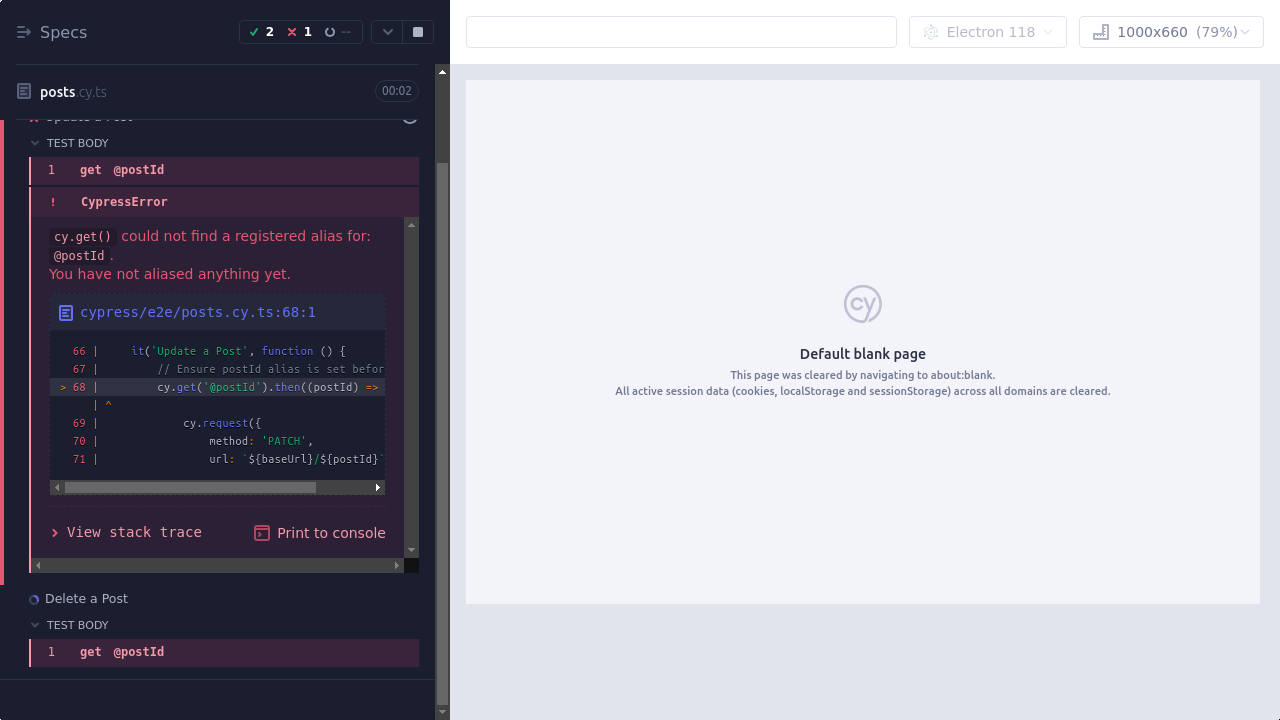 Specs
2
1
--
Electron 118
1000x660 (79%)
posts.cy.ts
00:02
Update a Post
TEST BODY
1 get @postId
! CypressError
cy.get() could not find a registered alias for:
@postId .
You have not aliased anything yet.
cypress/e2e/posts.cy.ts:68:1
66 | it('Update a Post', function () {
67 | // Ensure postId alias is set befor
> 68 | cy.get('@postId').then((postId) =>
| ^
69 | cy.request({
70 | method: 'PATCH',
71 | url: `${baseUrl}/${postId}`
View stack trace
Print to console
Delete a Post
TEST BODY
1 get @postId
cy
Default blank page
This page was cleared by navigating to about:blank.
All active session data (cookies, localStorage and sessionStorage) across all domains are cleared.